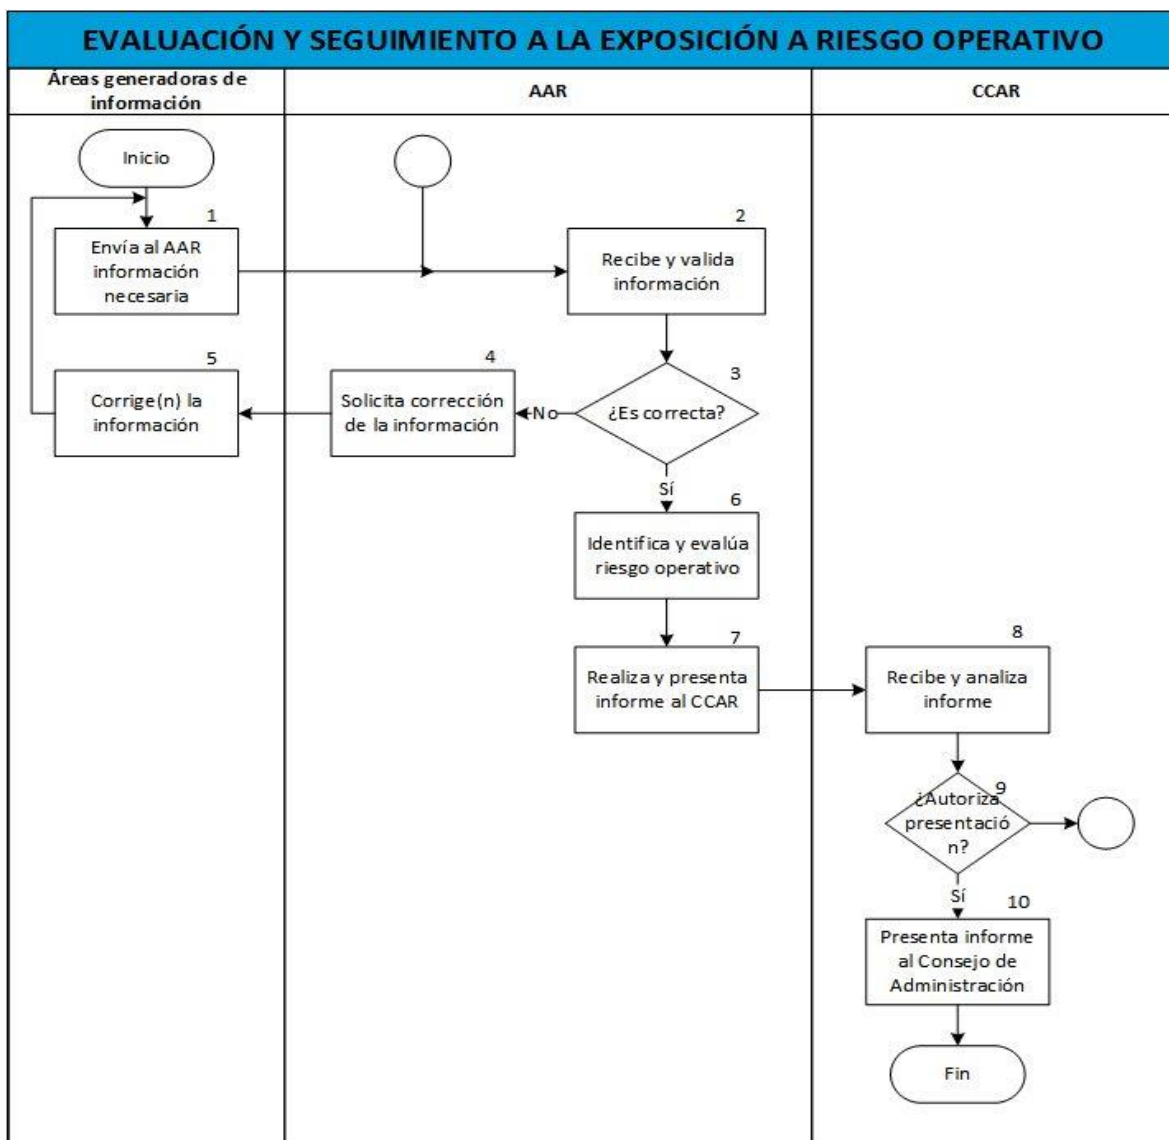 EVALUACIÓN Y SEGUIMIENTO A LA EXPOSICIÓN A RIESGO OPERATIVO
Áreas generadoras de
información
AAR
CCAR
Inicio
1
Envía al AAR
información
necesaria
2
Recibe y valida
información
3
¿Es correcta?
No
4
Solicita corrección
de la información
5
Corrige(n) la
información
Sí
6
Identifica y evalúa
riesgo operativo
7
Realiza y presenta
informe al CCAR
8
Recibe y analiza
informe
9
¿Autoriza
presentació
n?
Sí
10
Presenta informe
al Consejo de
Administración
Fin